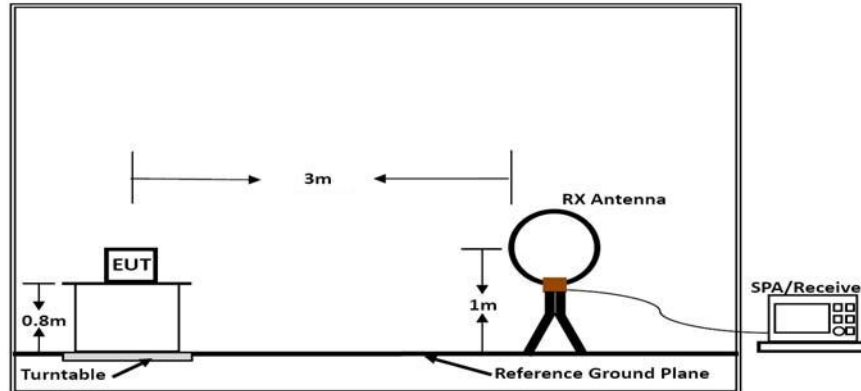 3m
RX Antenna
EUT
SPA/Receive
1m
0.8m
Turntable
Reference Ground Plane